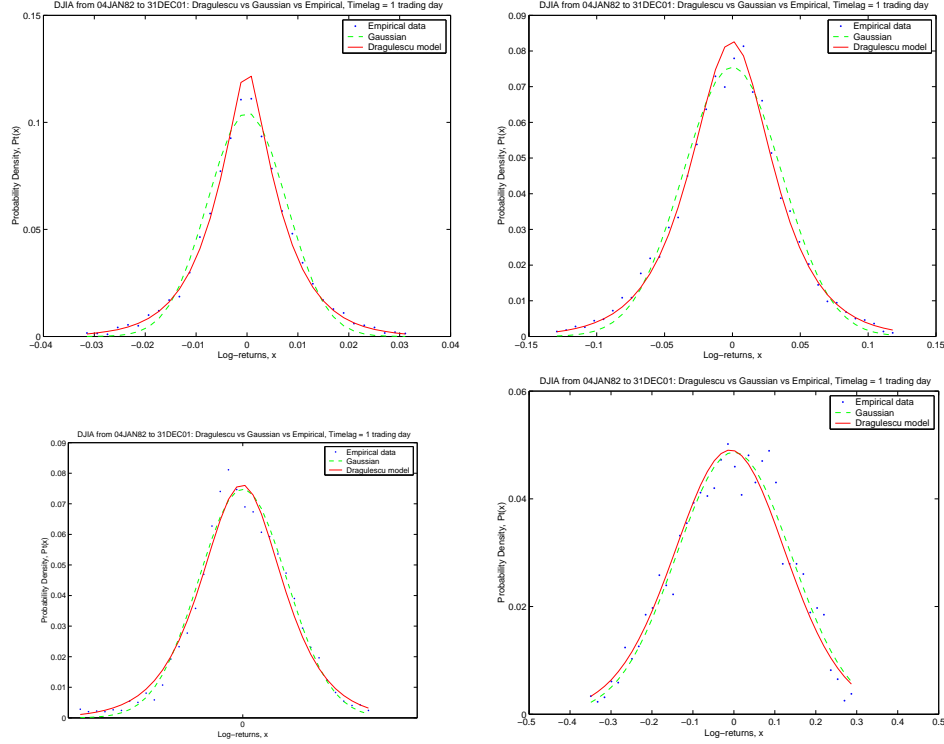 DJIA from 04JAN82 to 31DEC01: Dragulescu vs Gaussian vs Empirical, Timelag = 1 trading day
Empirical data
Gaussian
Dragulescu model
0.15
0.1
0.05
0
Probability Density, Pt(x)
−0.04 −0.03 −0.02 −0.01 0 0.01 0.02 0.03 0.04
Log−returns, x
DJIA from 04JAN82 to 31DEC01: Dragulescu vs Gaussian vs Empirical, Timelag = 1 trading day
Empirical data
Gaussian
Dragulescu model
0.09
0.08
0.07
0.06
0.05
0.04
0.03
0.02
0.01
0
Probability Density, Pt(x)
−0.15 −0.1 −0.05 0 0.05 0.1 0.15
Log−returns, x
DJIA from 04JAN82 to 31DEC01: Dragulescu vs Gaussian vs Empirical, Timelag = 1 trading day
Empirical data
Gaussian
Dragulescu model
0.09
0.08
0.07
0.06
0.05
0.04
0.03
0.02
0.01
0
Probability Density, Pt(x)
0
Log−returns, x
DJIA from 04JAN82 to 31DEC01: Dragulescu vs Gaussian vs Empirical, Timelag = 1 trading day
Empirical data
Gaussian
Dragulescu model
0.06
0.04
0.02
0
Probability Density, Pt(x)
−0.5 −0.4 −0.3 −0.2 −0.1 0 0.1 0.2 0.3 0.4 0.5
Log−returns, x